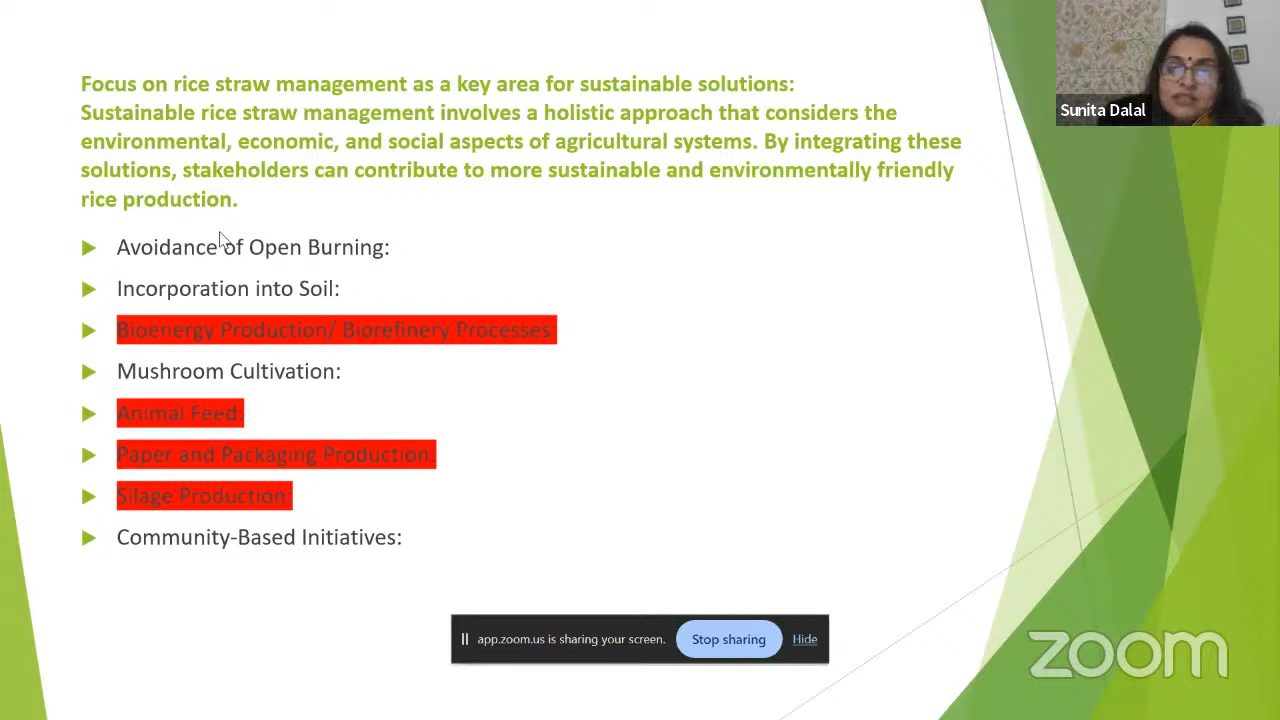 Focus on rice straw management as a key area for sustainable solutions:
Sustainable rice straw management involves a holistic approach that considers the
environmental, economic, and social aspects of agricultural systems. By integrating these
solutions, stakeholders can contribute to more sustainable and environmentally friendly
rice production.
Avoidance of Open Burning:
Incorporation into Soil:
Bioenergy Production/ Biorefinery Processes:
Mushroom Cultivation:
Animal Feed:
Paper and Packaging Production:
Silage Production:
Community-Based Initiatives:
Sunita Dalal
app.zoom.us is sharing your screen. Stop sharing Hide
zoom